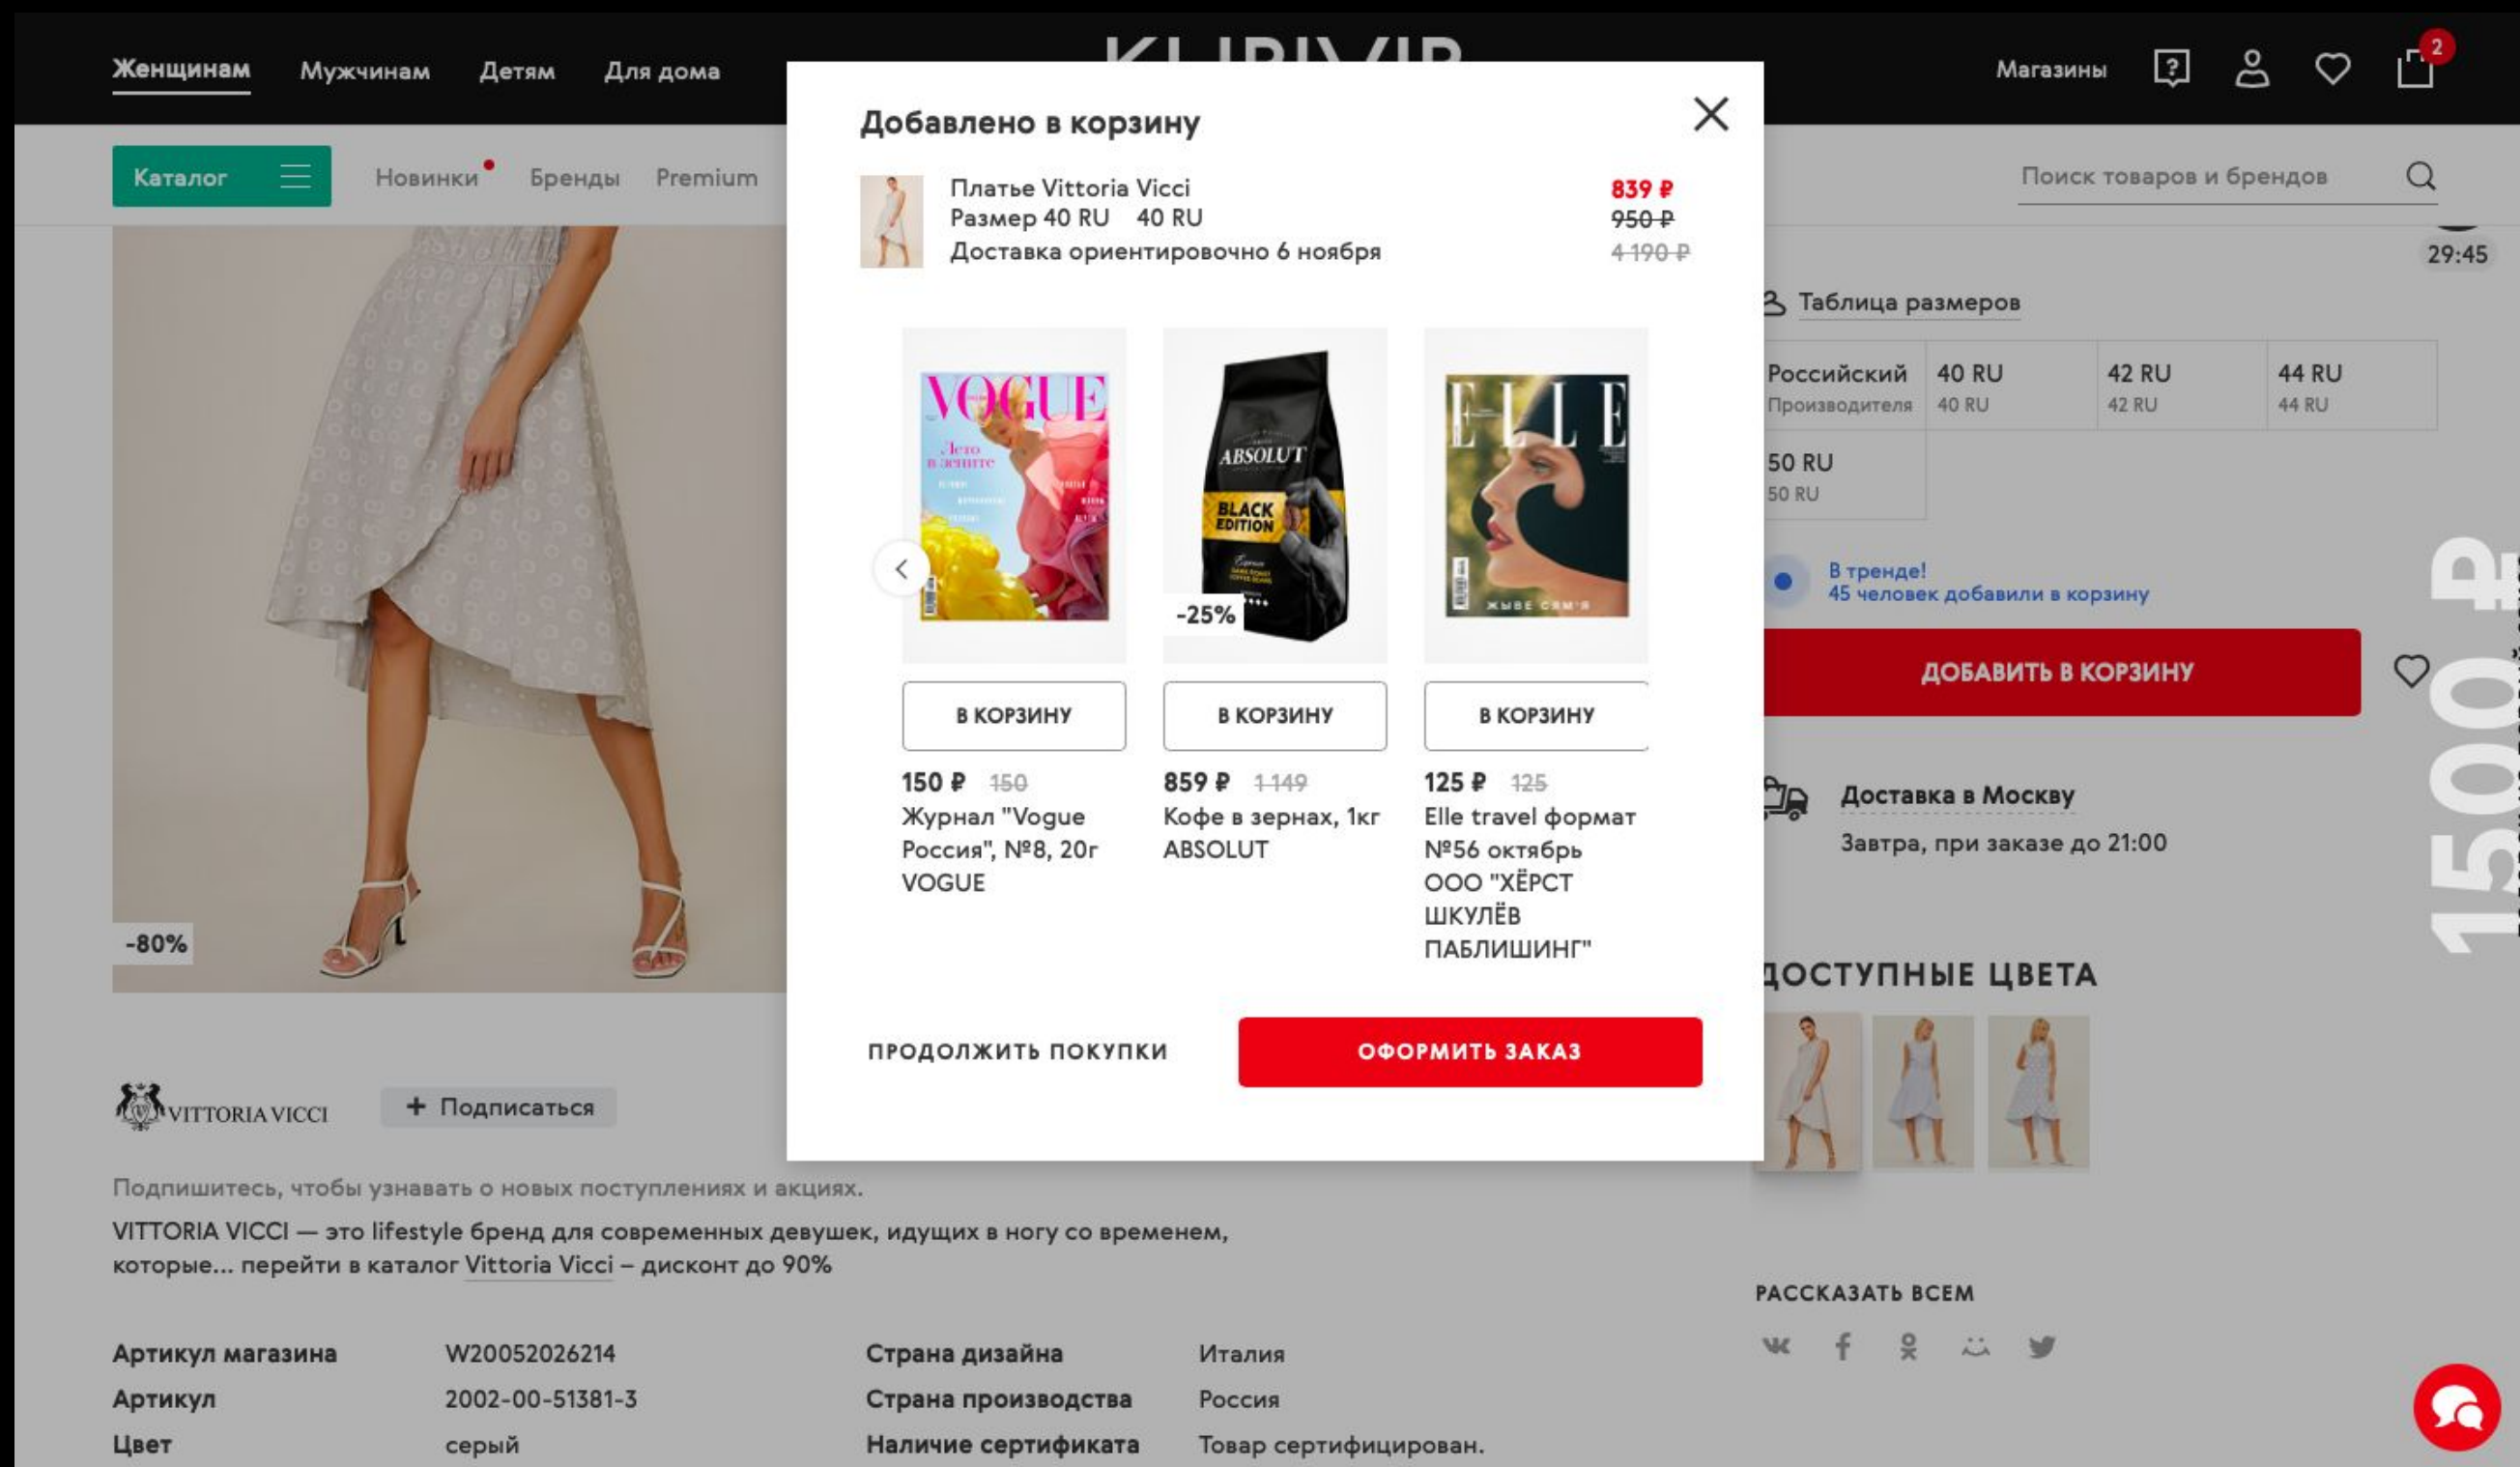 Женщинам
Мужчинам
Детям
Для дома
Магазины
2
Каталог
Новинки
Бренды
Premium
Поиск товаров и брендов
Добавлено в корзину
Платье Vittoria Vicci
839 ₽
Размер 40 RU 40 RU
950 ₽
Доставка ориентировочно 6 ноября
4 190 ₽
VOGUE
Лето
в зените
ABSOLUT
BLACK
EDITION
-25%
ELLE
ЖЫВЕ СЯМ'Я
В КОРЗИНУ
В КОРЗИНУ
В КОРЗИНУ
150 ₽ 150
Журнал "Vogue
Россия", №8, 20г
VOGUE
859 ₽ 1 149
Кофе в зернах, 1кг
ABSOLUT
125 ₽ 125
Elle travel формат
№56 октябрь
ООО "ХЁРСТ
ШКУЛЁВ
ПАБЛИШИНГ"
ПРОДОЛЖИТЬ ПОКУПКИ
ОФОРМИТЬ ЗАКАЗ
29:45
Таблица размеров
Российский 40 RU 42 RU 44 RU
Производителя 40 RU 42 RU 44 RU
50 RU
50 RU
В тренде!
45 человек добавили в корзину
ДОБАВИТЬ В КОРЗИНУ
1500 ₽
Доставка в Москву
Завтра, при заказе до 21:00
ДОСТУПНЫЕ ЦВЕТА
-80%
VITTORIA VICCI
+ Подписаться
Подпишитесь, чтобы узнавать о новых поступлениях и акциях.
VITTORIA VICCI — это lifestyle бренд для современных девушек, идущих в ногу со временем,
которые... перейти в каталог Vittoria Vicci – дисконт до 90%
РАССКАЗАТЬ ВСЕМ
Артикул магазина W20052026214
Артикул 2002-00-51381-3
Цвет серый
Страна дизайна Италия
Страна производства Россия
Наличие сертификата Товар сертифицирован.